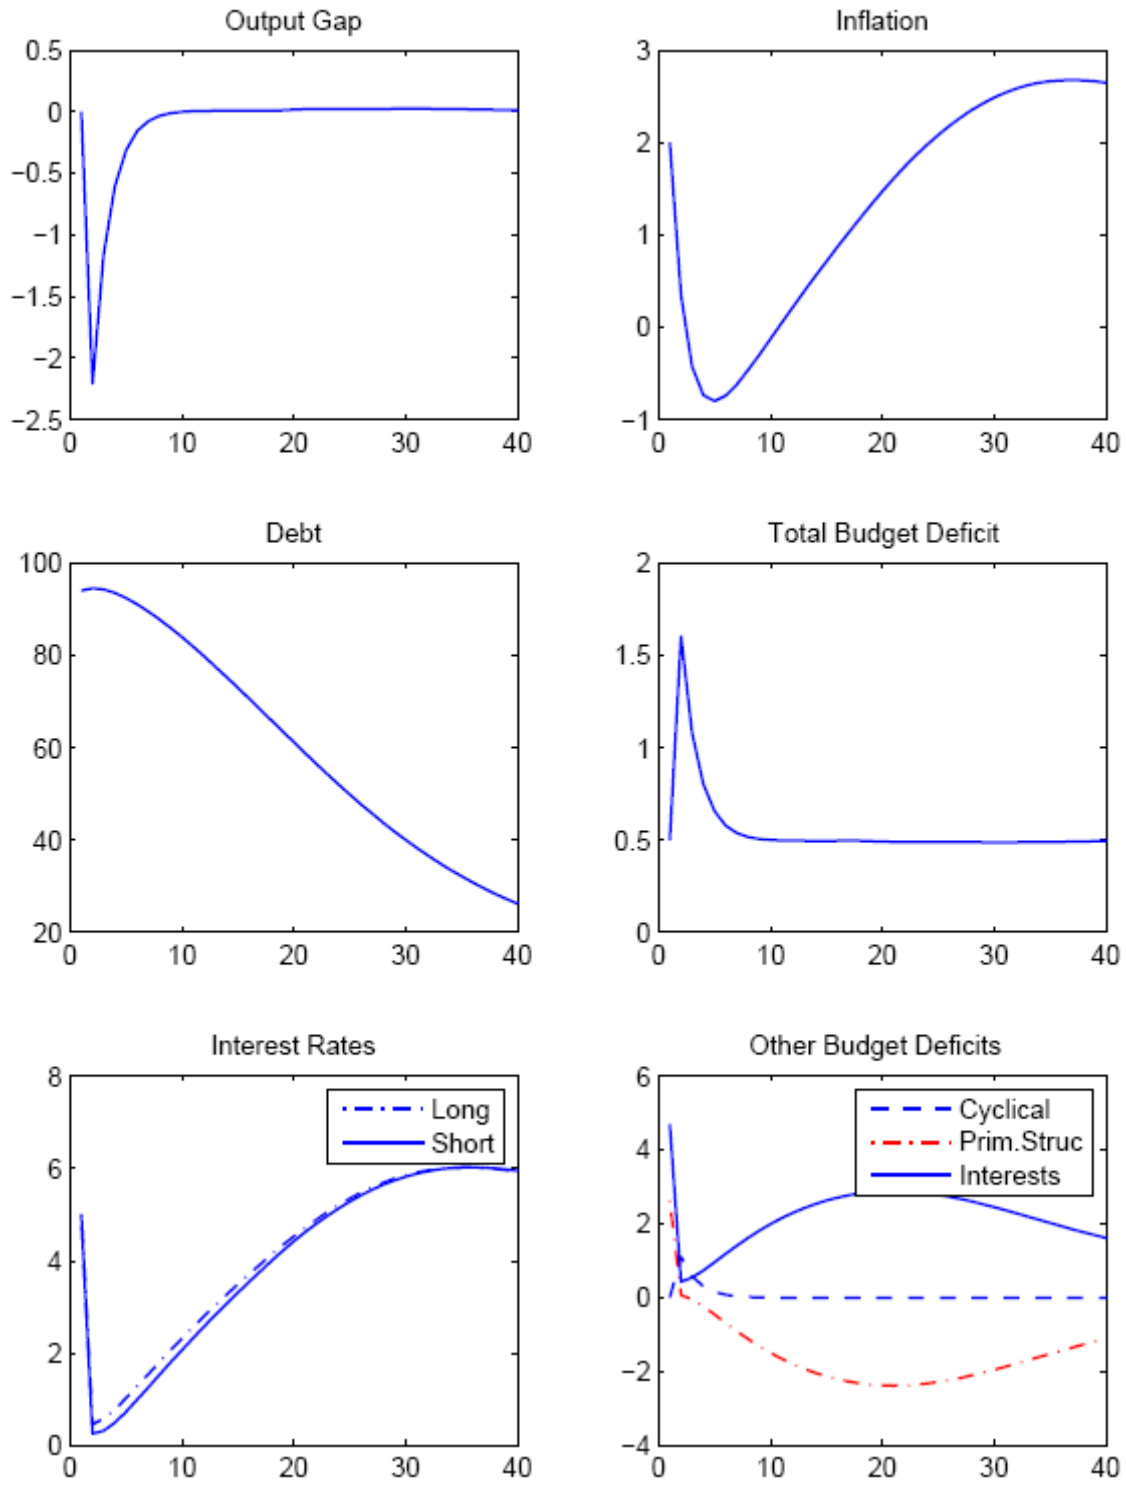 Output Gap
0.5
0
−0.5
−1
−1.5
−2
−2.5
0 10 20 30 40
Inflation
3
2
1
0
−1
0 10 20 30 40
Debt
100
80
60
40
20
0 10 20 30 40
Total Budget Deficit
2
1.5
1
0.5
0
0 10 20 30 40
Interest Rates
8
6
4
2
0
0 10 20 30 40
Long
Short
Other Budget Deficits
6
4
2
0
−2
−4
0 10 20 30 40
Cyclical
Prim.Struc
Interests